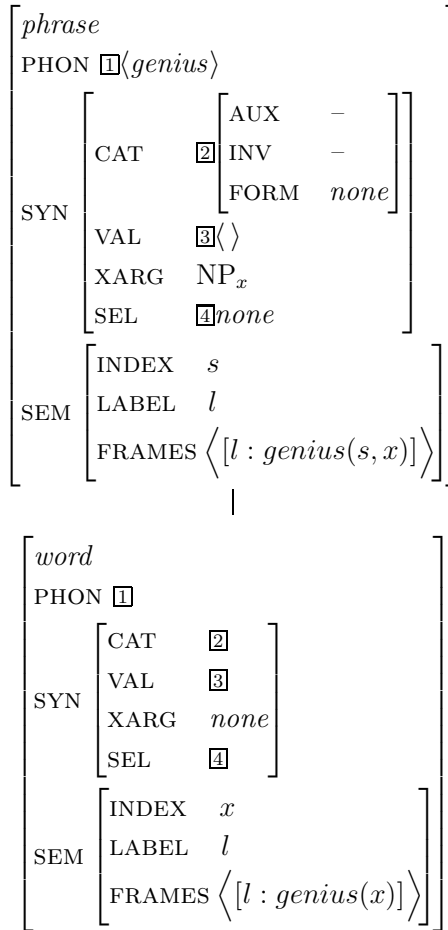 phrase
PHON 1⟨genius⟩
SYN
CAT 2
AUX –
INV –
FORM none
VAL 3⟨ ⟩
XARG NPₓ
SEL 4none
SEM
INDEX s
LABEL l
FRAMES ⟨[l : genius(s, x)]⟩
word
PHON 1
SYN
CAT 2
VAL 3
XARG none
SEL 4
SEM
INDEX x
LABEL l
FRAMES ⟨[l : genius(x)]⟩